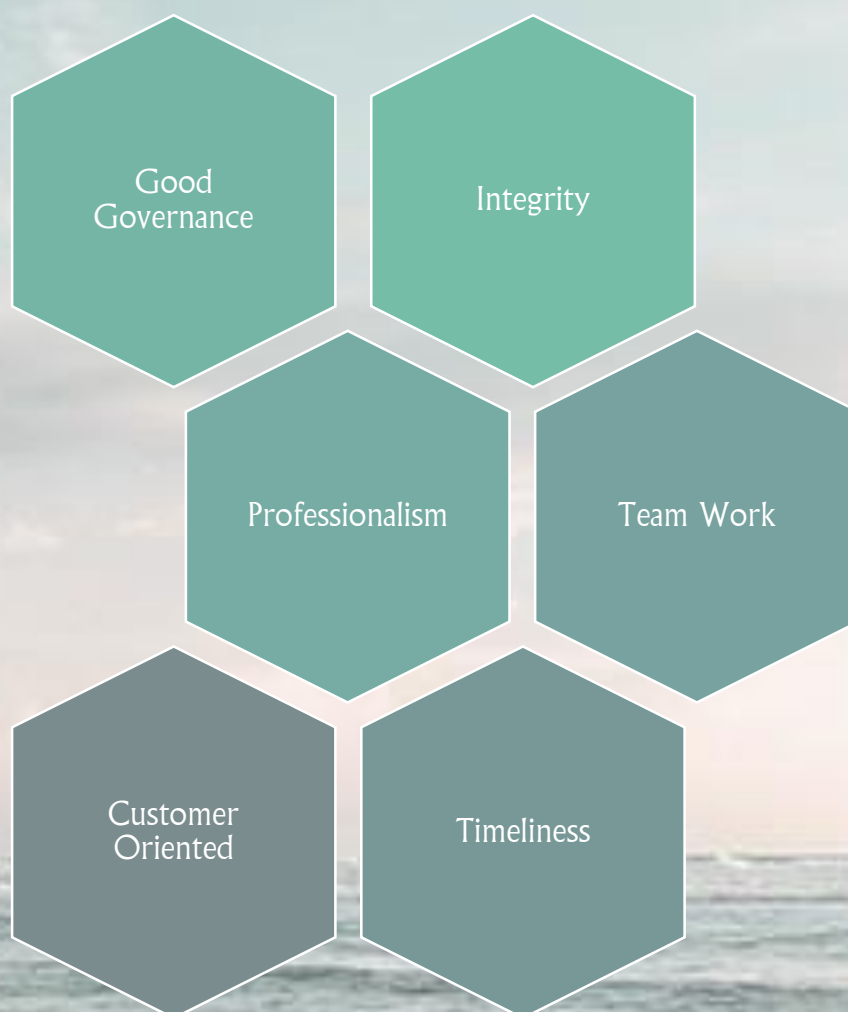 Good
Governance
Integrity
Professionalism
Team Work
Customer
Oriented
Timeliness